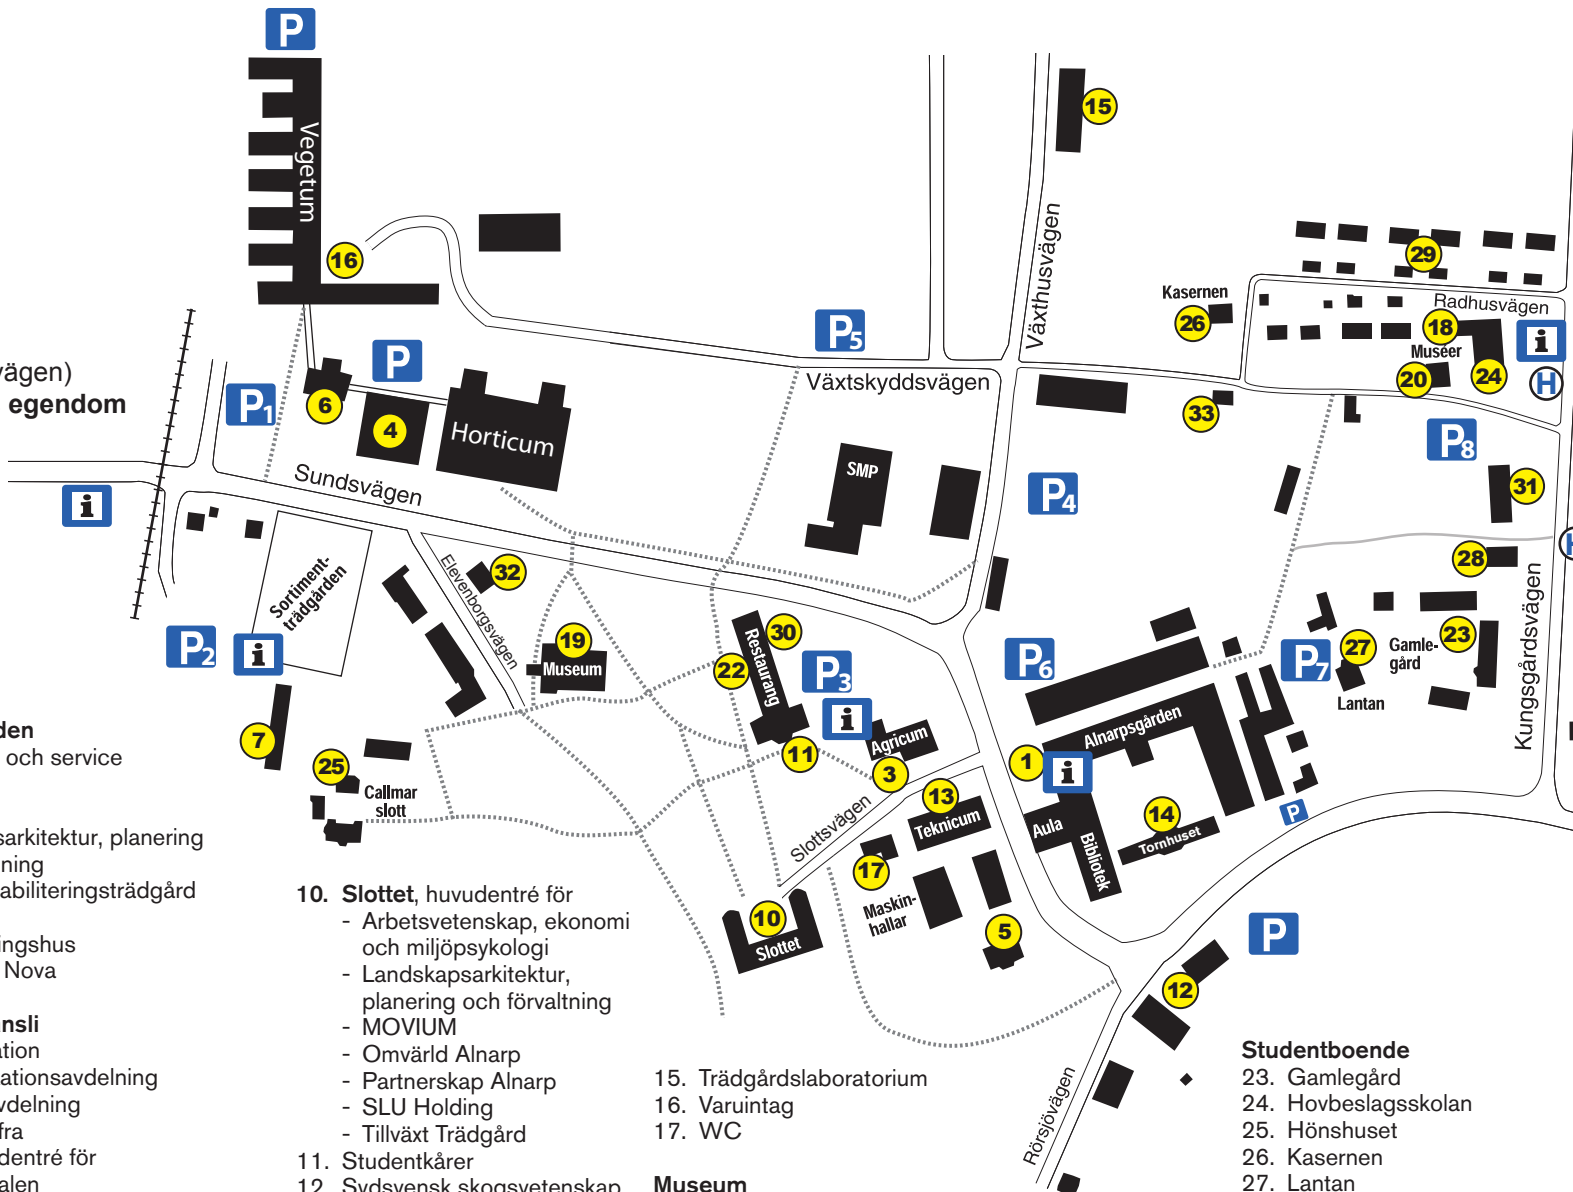 P
Vegetum
16
15
Växthusvägen
29
Kasernen
26
Radhusvägen
18
Muséer
20
24
i
H
P5
Växtskyddsvägen
33
vägen)
egendom
P
P1
6
4
Horticum
Sundsvägen
i
SMP
P4
P8
31
28
Kungsgårdsvägen
Sortiment-
trädgården
Elevenborgsvägen
32
P2
i
19
Museum
30
Restaurang
22
P3
i
11
Agricum
3
P6
Alnarpsgården
1
i
P7
27
Lantan
Gamle-
gård
23
7
25
Callmar
slott
Slottsvägen
13
Teknicum
17
Maskin-
hallar
5
10
Slottet
Aula
Bibliotek
14
Tornhuset
P
P
12
Rörsjövägen
den
och service
sarkitektur, planering
ning
abiliteringsträdgård
ingshus
Nova
nsli
ation
ationsavdelning
vdelning
fra
dentré för
alen
10. Slottet, huvudentré för
- Arbetsvetenskap, ekonomi
och miljöpsykologi
- Landskapsarkitektur,
planering och förvaltning
- MOVIUM
- Omvärld Alnarp
- Partnerskap Alnarp
- SLU Holding
- Tillväxt Trädgård
11. Studentkårer
12. Sydsvensk skogsvetenskap
15. Trädgårdslaboratorium
16. Varuintag
17. WC
Museum
Studentboende
23. Gamlegård
24. Hovbeslagsskolan
25. Hönshuset
26. Kasernen
27. Lantan